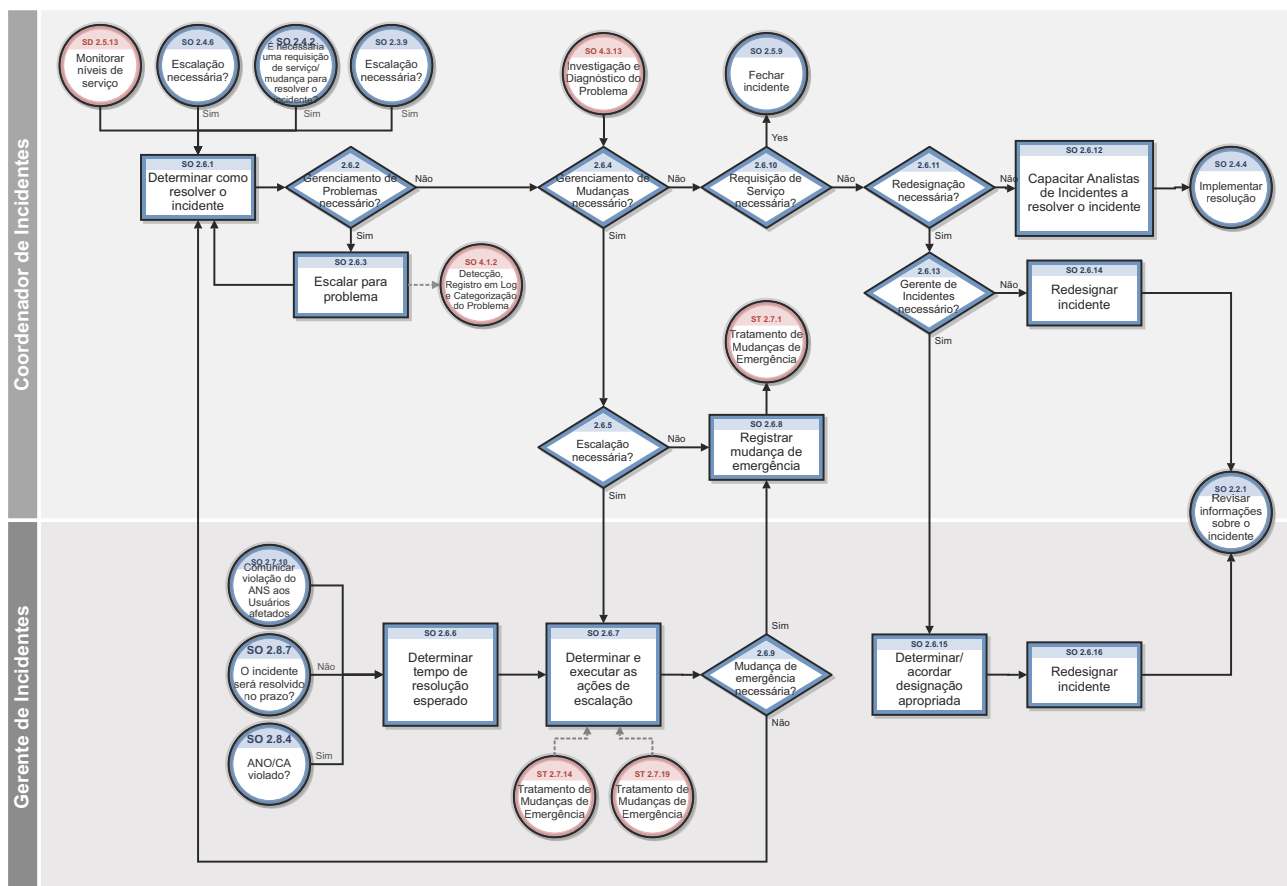 Coordenador de Incidentes
SD 2.5.13
Monitorar
níveis de
serviço
SO 2.4.6
Escalação
necessária?
Sim
SO 2.4.2
É necessária
uma requisição
de serviço/
mudança para
resolver o
incidente?
Sim
SO 2.3.9
Escalação
necessária?
Sim
SO 4.3.13
Investigação e
Diagnóstico do
Problema
SO 2.5.9
Fechar
incidente
Yes
SO 2.6.1
Determinar como
resolver o
incidente
2.6.2
Gerenciamento de
Problemas
necessário?
Não
Sim
2.6.4
Gerenciamento de
Mudanças
necessário?
Não
Sim
2.6.10
Requisição de
Serviço
necessária?
Não
2.6.11
Redesignação
necessária?
Não
Sim
SO 2.6.12
Capacitar Analistas
de Incidentes a
resolver o incidente
SO 2.4.4
Implementar
resolução
SO 2.6.3
Escalar para
problema
SO 4.1.2
Detecção,
Registro em Log
e Categorização
do Problema
2.6.13
Gerente de
Incidentes
necessário?
Não
Sim
SO 2.6.14
Redesignar
incidente
ST 2.7.1
Tratamento de
Mudanças de
Emergência
2.6.5
Escalação
necessária?
Não
Sim
SO 2.6.8
Registrar
mudança de
emergência
SO 2.2.1
Revisar
informações
sobre o
incidente
Gerente de Incidentes
SO 2.7.10
Comunicar
violação do
ANS aos
Usuários
afetados
SO 2.8.7
O incidente
será resolvido
no prazo?
Não
SO 2.8.4
ANO/CA
violado?
Sim
SO 2.6.6
Determinar
tempo de
resolução
esperado
SO 2.6.7
Determinar e
executar as
ações de
escalação
2.6.9
Mudança de
emergência
necessária?
Sim
Não
SO 2.6.15
Determinar/
acordar
designação
apropriada
SO 2.6.16
Redesignar
incidente
ST 2.7.14
Tratamento de
Mudanças de
Emergência
ST 2.7.19
Tratamento de
Mudanças de
Emergência